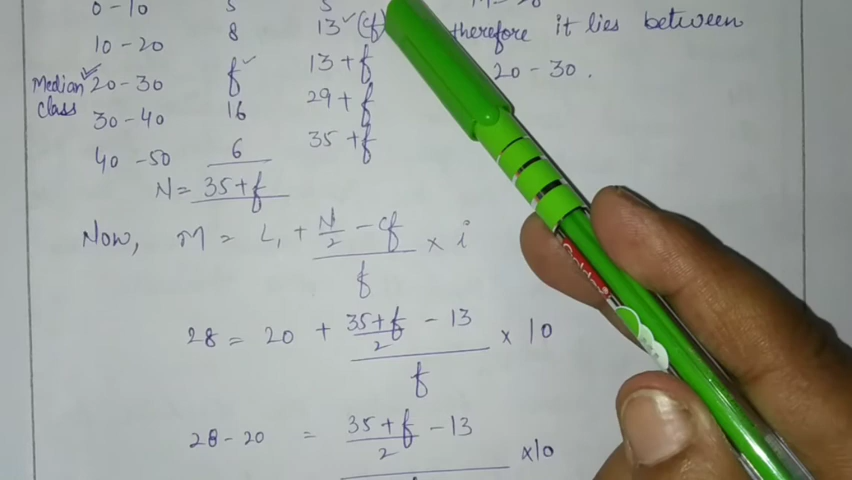 0-10 5 5
10-20 8 13 ✓ (cf) therefore it lies between
Median ✓ 20-30 f ✓ 13+f 20-30.
class 30-40 16 29+f
40-50 6 35+f
N= 35+f
Now, M = L₁ + N/2 - cf / f × i
28 = 20 + 35+f/2 - 13 / f × 10
28-20 = 35+f/2 - 13 ×10